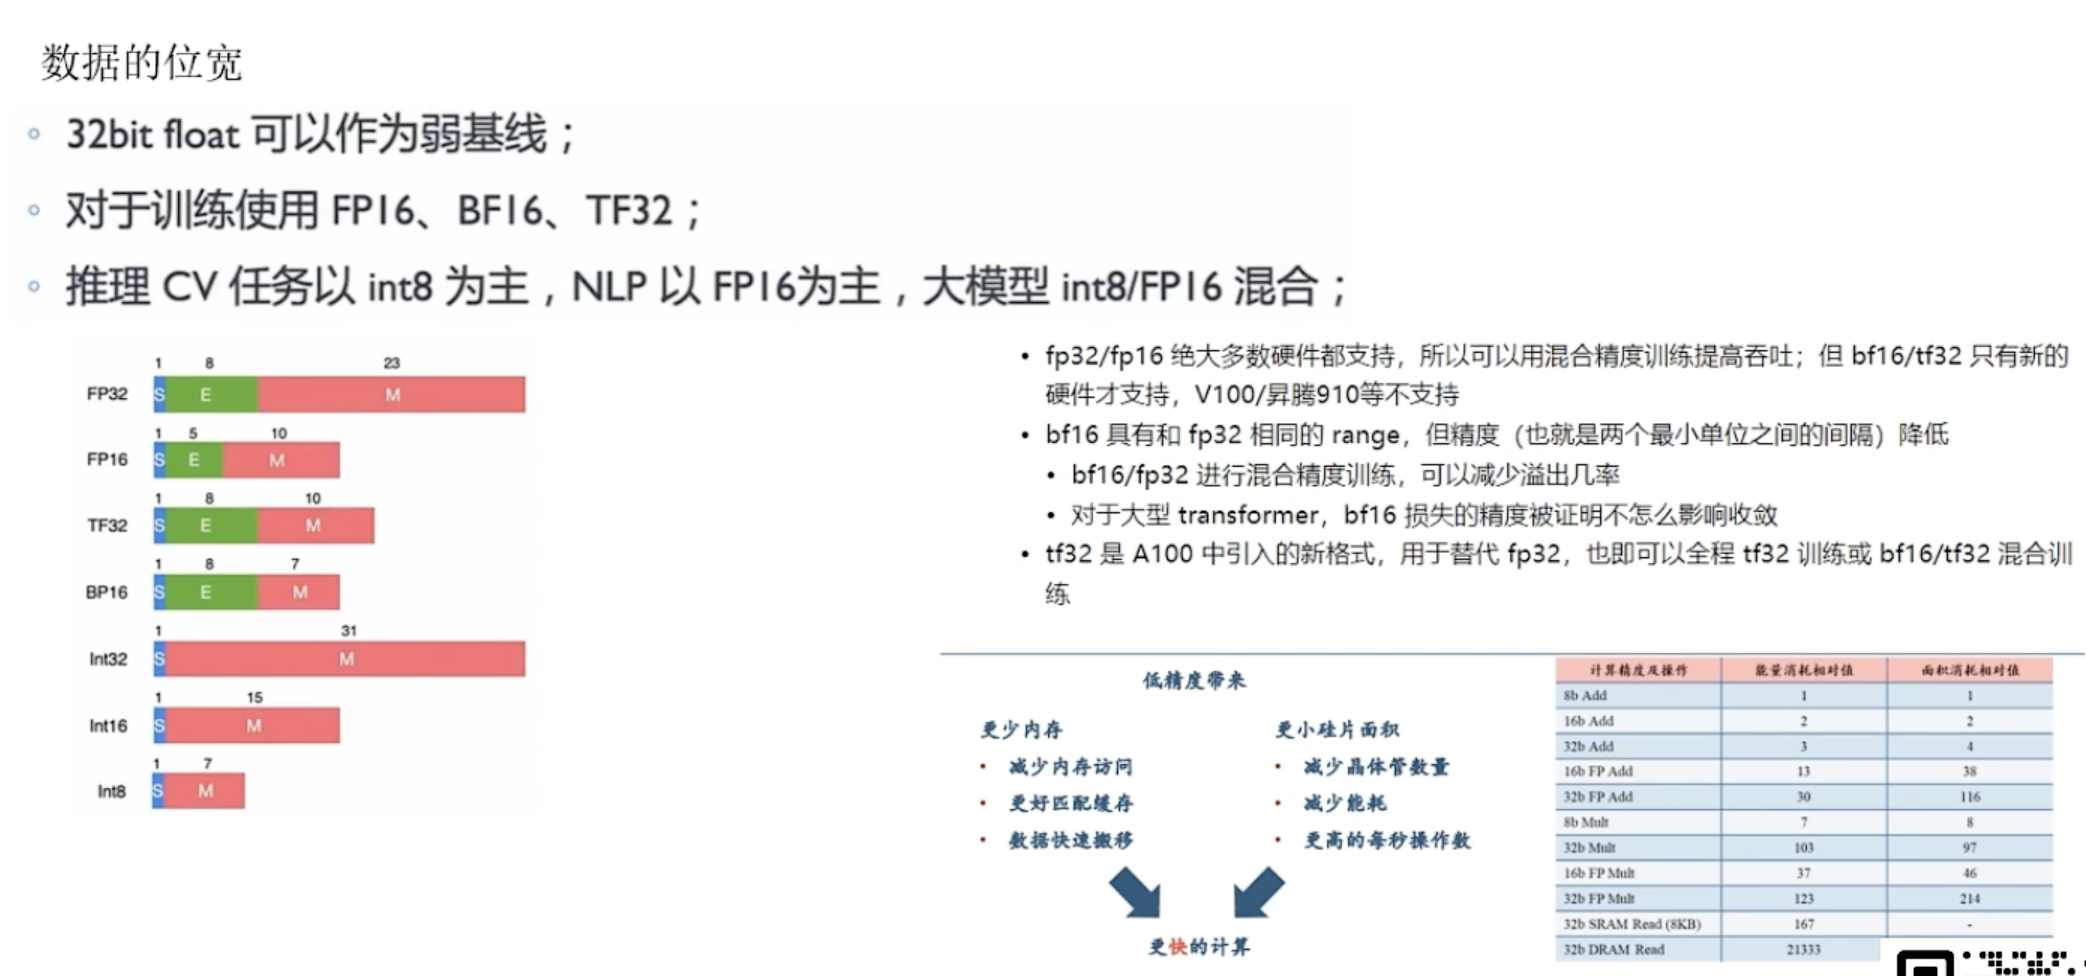 数据的位宽
32bit float 可以作为弱基线；
对于训练使用 FP16、BF16、TF32；
推理 CV 任务以 int8 为主，NLP 以 FP16为主，大模型 int8/FP16 混合；
1 8 23
FP32 S E M
1 5 10
FP16 S E M
1 8 10
TF32 S E M
1 8 7
BP16 S E M
1 31
Int32 S M
1 15
Int16 S M
1 7
Int8 S M
• fp32/fp16 绝大多数硬件都支持，所以可以用混合精度训练提高吞吐；但 bf16/tf32 只有新的
硬件才支持，V100/昇腾910等不支持
• bf16 具有和 fp32 相同的 range，但精度（也就是两个最小单位之间的间隔）降低
• bf16/fp32 进行混合精度训练，可以减少溢出几率
• 对于大型 transformer，bf16 损失的精度被证明不怎么影响收敛
• tf32 是 A100 中引入的新格式，用于替代 fp32，也即可以全程 tf32 训练或 bf16/tf32 混合训
练
低精度带来
更少内存
• 减少内存访问
• 更好匹配缓存
• 数据快速搬移
更小硅片面积
• 减少晶体管数量
• 减少能耗
• 更高的每秒操作数
更快的计算
计算精度及操作 能量消耗相对值 面积消耗相对值
8b Add 1 1
16b Add 2 2
32b Add 3 4
16b FP Add 13 38
32b FP Add 30 116
8b Mult 7 8
32b Mult 103 97
16b FP Mult 37 46
32b FP Mult 123 214
32b SRAM Read (8KB) 167 -
32b DRAM Read 21333